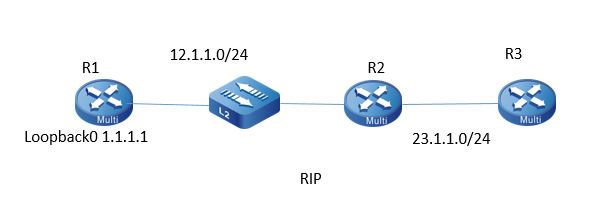 12.1.1.0/24
R1
R2
R3
Multi
L2
Multi
Multi
Loopback0 1.1.1.1
23.1.1.0/24
RIP